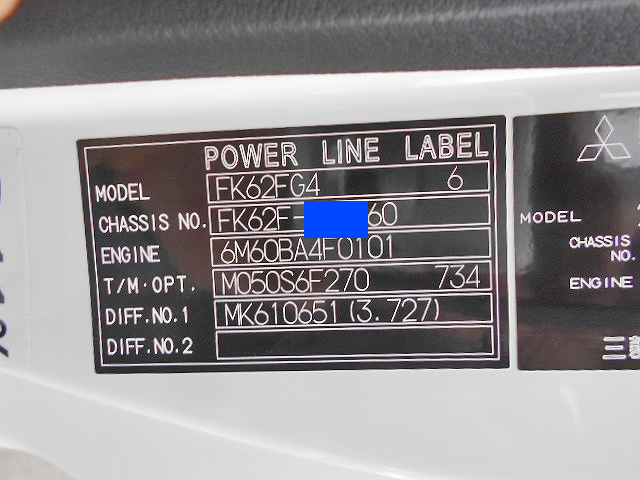 POWER LINE LABEL
MODEL FK62FG4 6
CHASSIS NO. FK62F- 60
ENGINE 6M60BA4F0101
T/M·OPT. M050S6F270 734
DIFF.NO.1 MK610651 (3.727)
DIFF.NO.2
MODEL
CHASSIS NO.
ENGINE